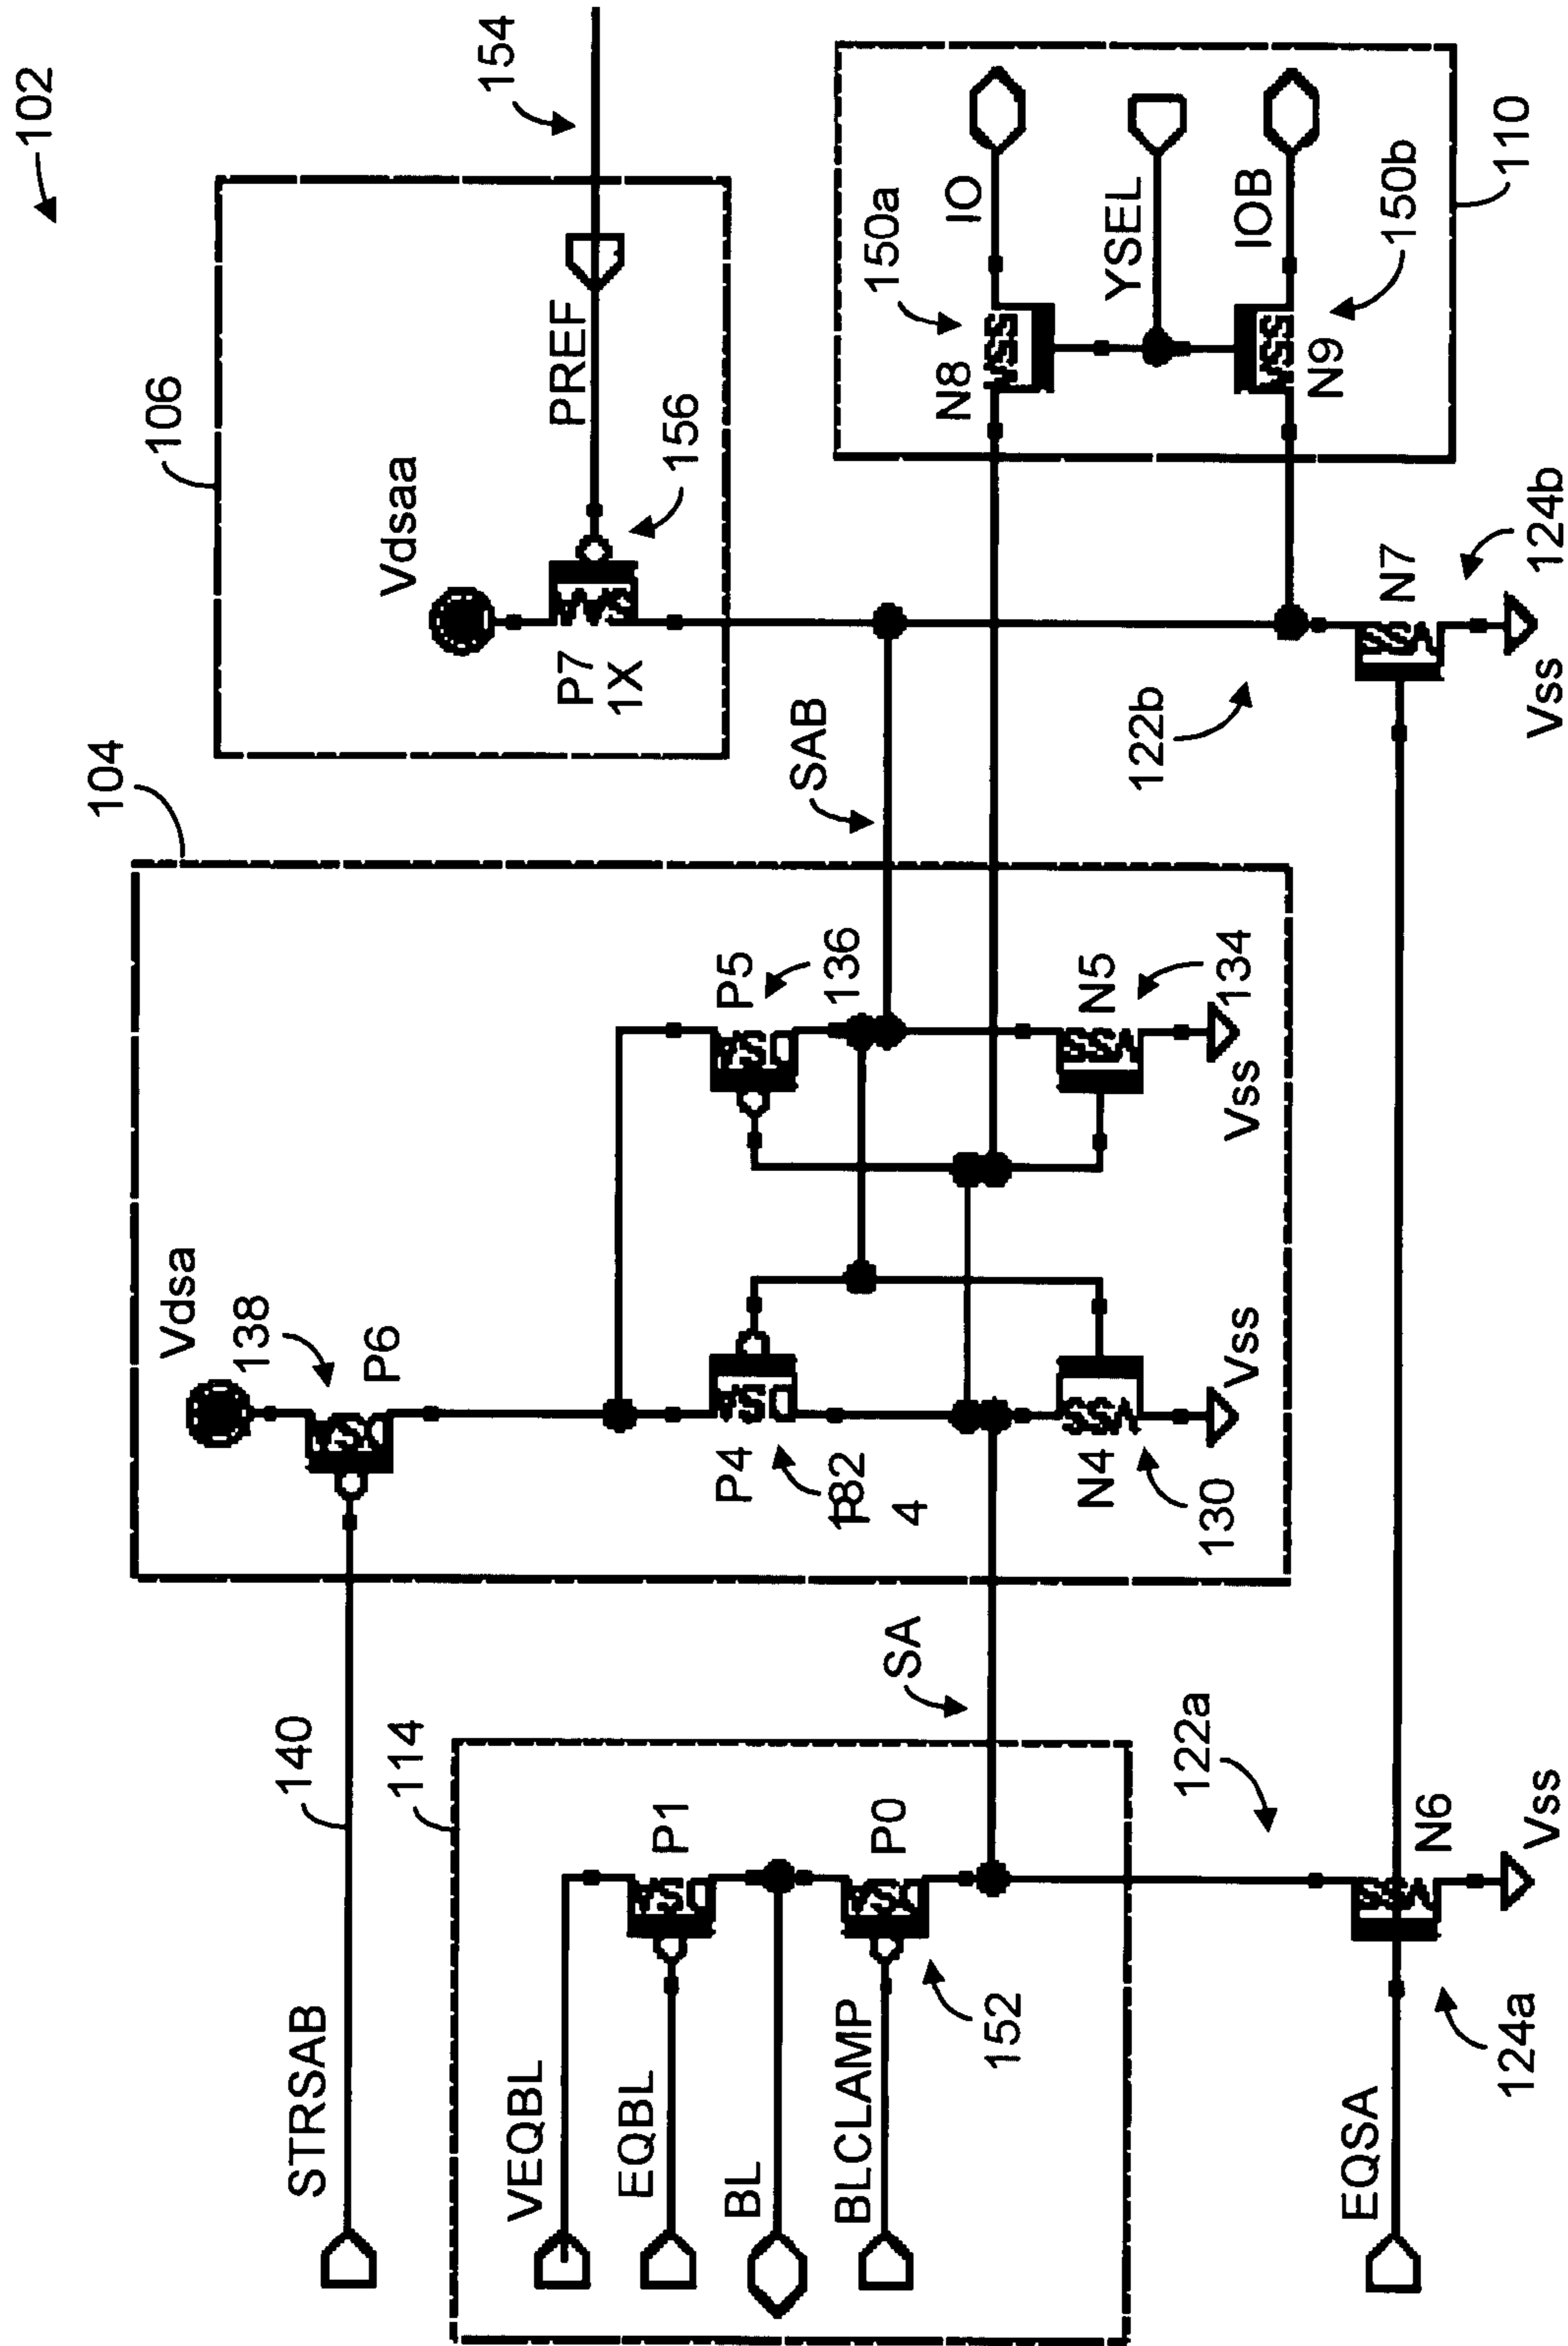 102
154
106
Vdsaa
PREF
156
P7
1X
104
SAB
150a
IO
N8
YSEL
IOB
150b
N9
110
122b
N7
124b
Vss
Vdsa
138
P6
P5
136
N5
134
Vss
P4
4
N4
130
Vss
STRSAB
140
114
SA
VEQBL
EQBL
BL
BLCLAMP
P1
P0
152
122a
EQSA
N6
124a
Vss